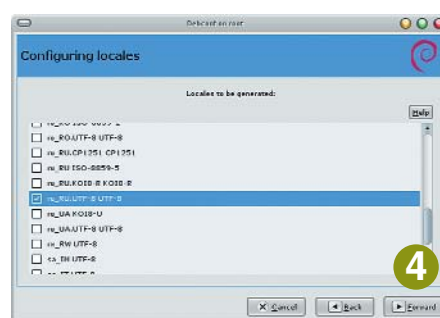 Debconf on root
Configuring locales
Locales to be generated:
Help
ro_RO.UTF-8 UTF-8
ru_RU.CP1251 CP1251
ru_RU ISO-8859-5
ru_RU.KOI8-R KOI8-R
ru_RU.UTF-8 UTF-8
ru_UA KOI8-U
ru_UA.UTF-8 UTF-8
rw_RW UTF-8
sa_IN UTF-8
4
Cancel
Back
Forward